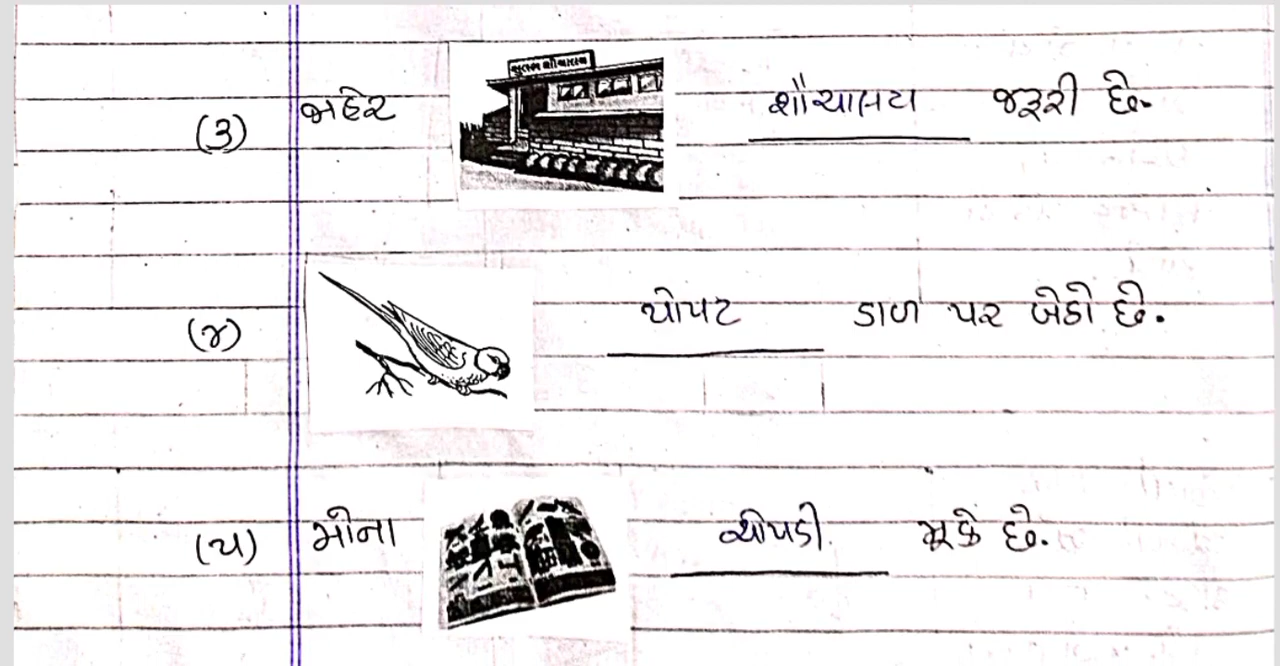 (૩) જાહેર શૌચાલય જરૂરી છે.
(૪) પોપટ ડાળ પર બેઠો છે.
(૫) મીના ચોપડી મૂકે છે.